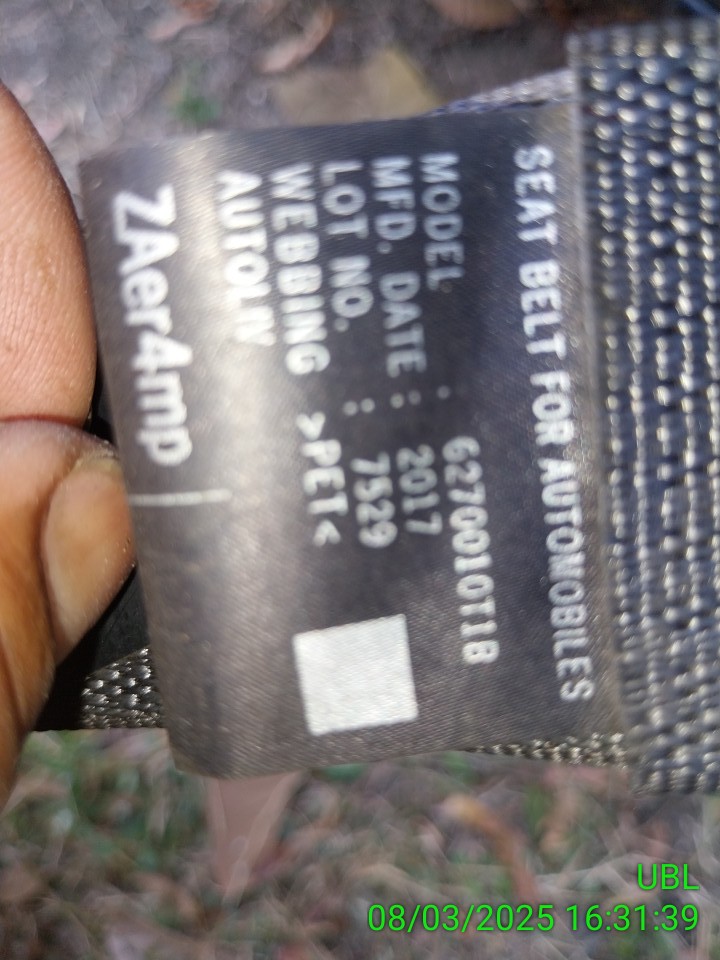 SEAT BELT FOR AUTOMOBILES
MODEL : 6270010T1B
MFD. DATE : 2017
LOT NO. : 7529
WEBBING >PET<
AUTOLIV
ZAer4mp
UBL
08/03/2025 16:31:39